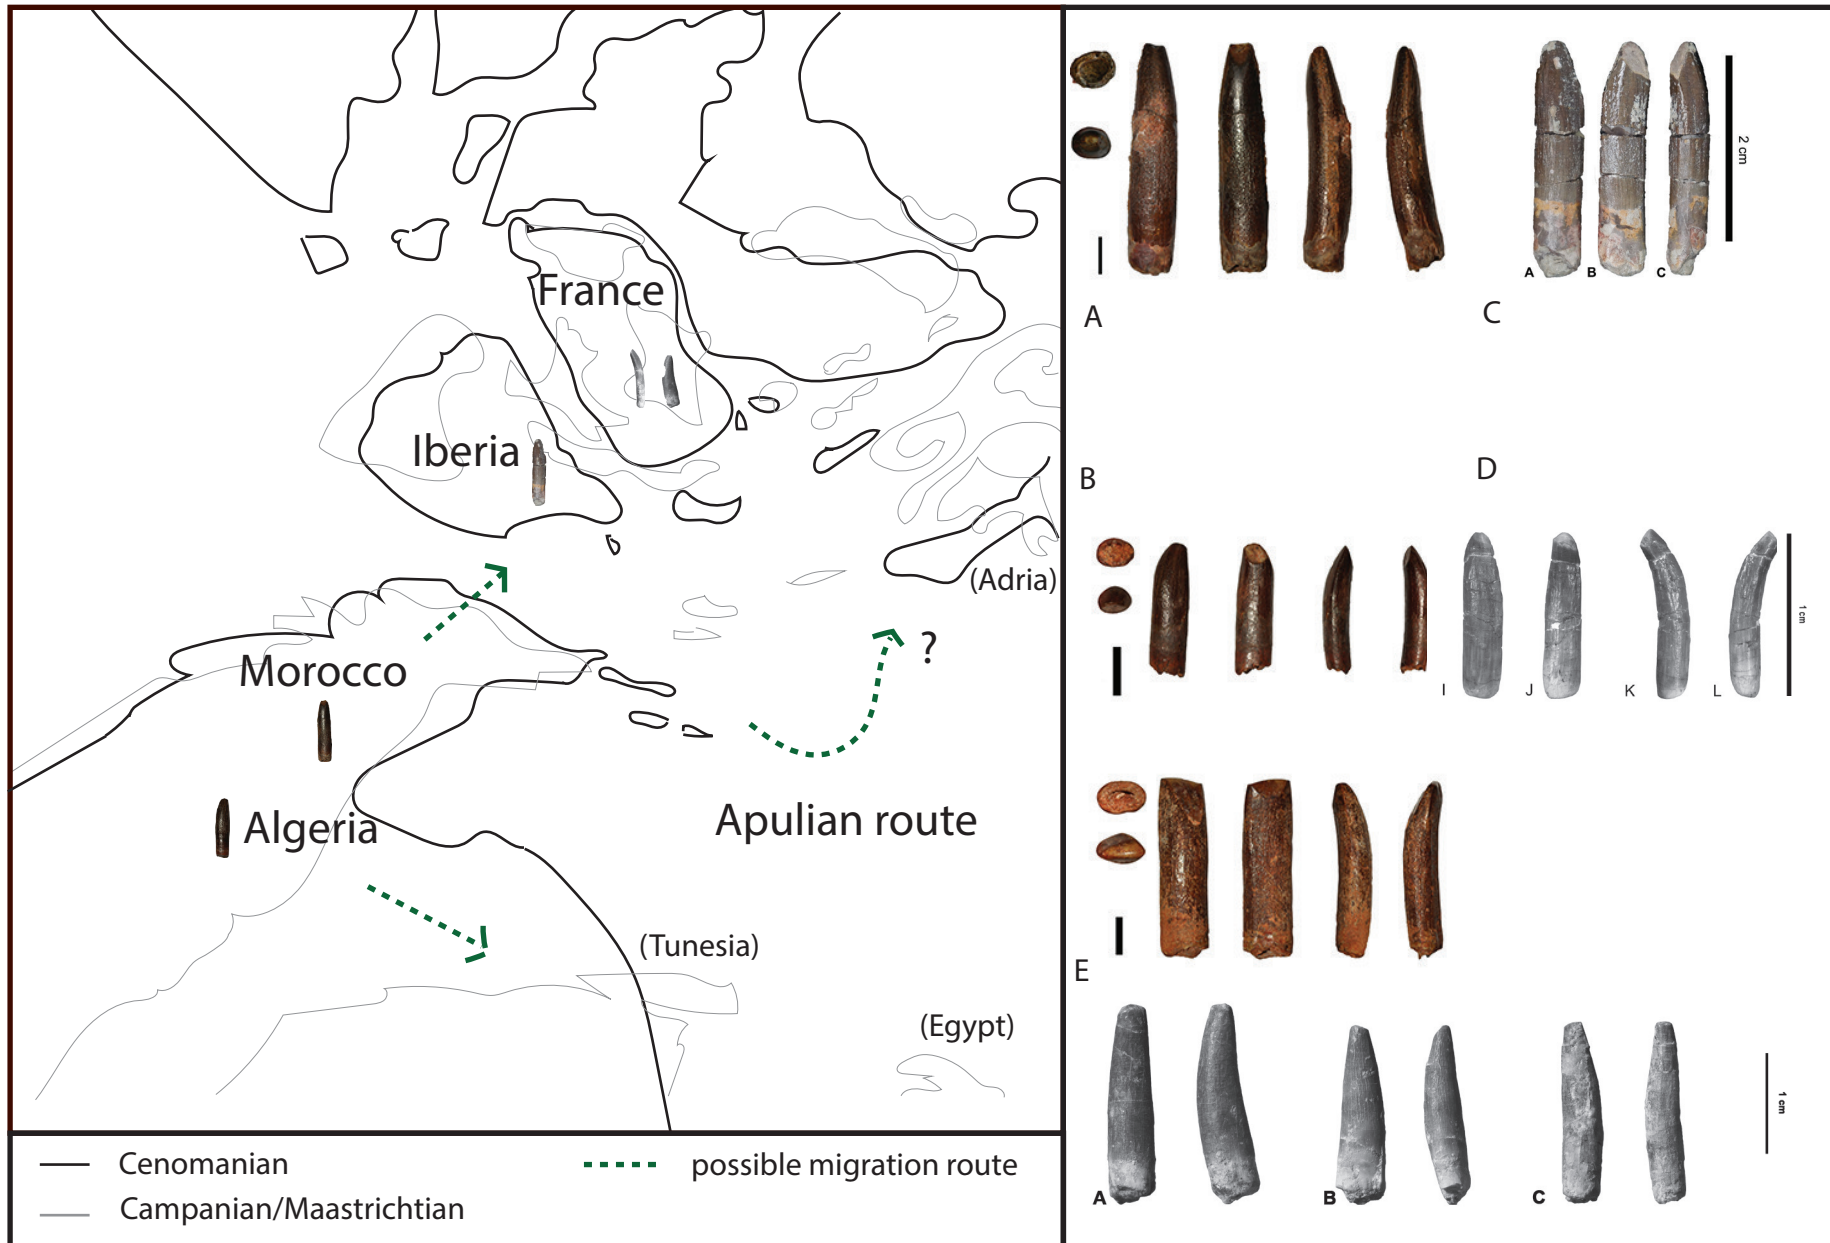 France
Iberia
(Adria)
Morocco
?
Algeria
Apulian route
(Tunesia)
(Egypt)
Cenomanian
possible migration route
Campanian/Maastrichtian
2 cm
A B C
A
C
B
D
1 cm
I J K L
E
1 cm
A B C